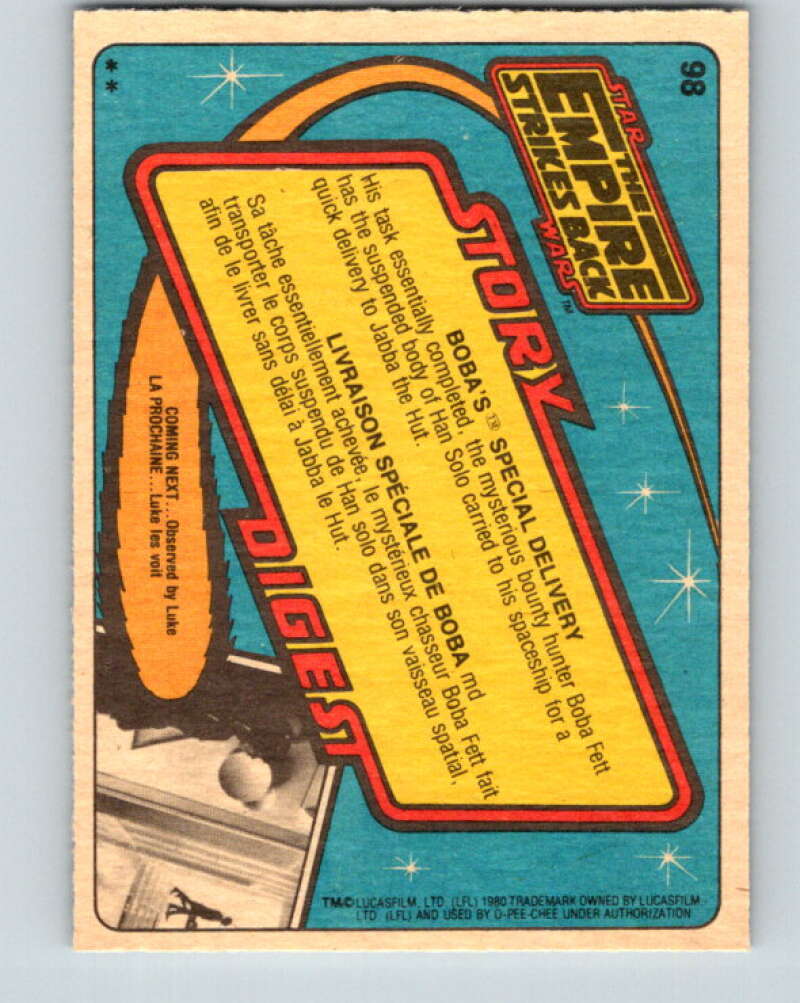 98
STAR
THE
EMPIRE
STRIKES BACK
WARS™
STORY
BOBA'S ™ SPECIAL DELIVERY
His task essentially completed, the mysterious bounty hunter Boba Fett
has the suspended body of Han Solo carried to his spaceship for a
quick delivery to Jabba the Hut.
LIVRAISON SPÉCIALE DE BOBA md
Sa tâche essentiellement achevée, le mystérieux chasseur Boba Fett fait
transporter le corps suspendu de Han solo dans son vaisseau spatial,
afin de le livrer sans délai à Jabba le Hut.
DIGEST
COMING NEXT...Observed by Luke
LA PROCHAINE...Luke les voit
TM©LUCASFILM, LTD. (LFL) 1980 TRADEMARK OWNED BY LUCASFILM,
LTD. (LFL) AND USED BY O-PEE-CHEE UNDER AUTHORIZATION
**